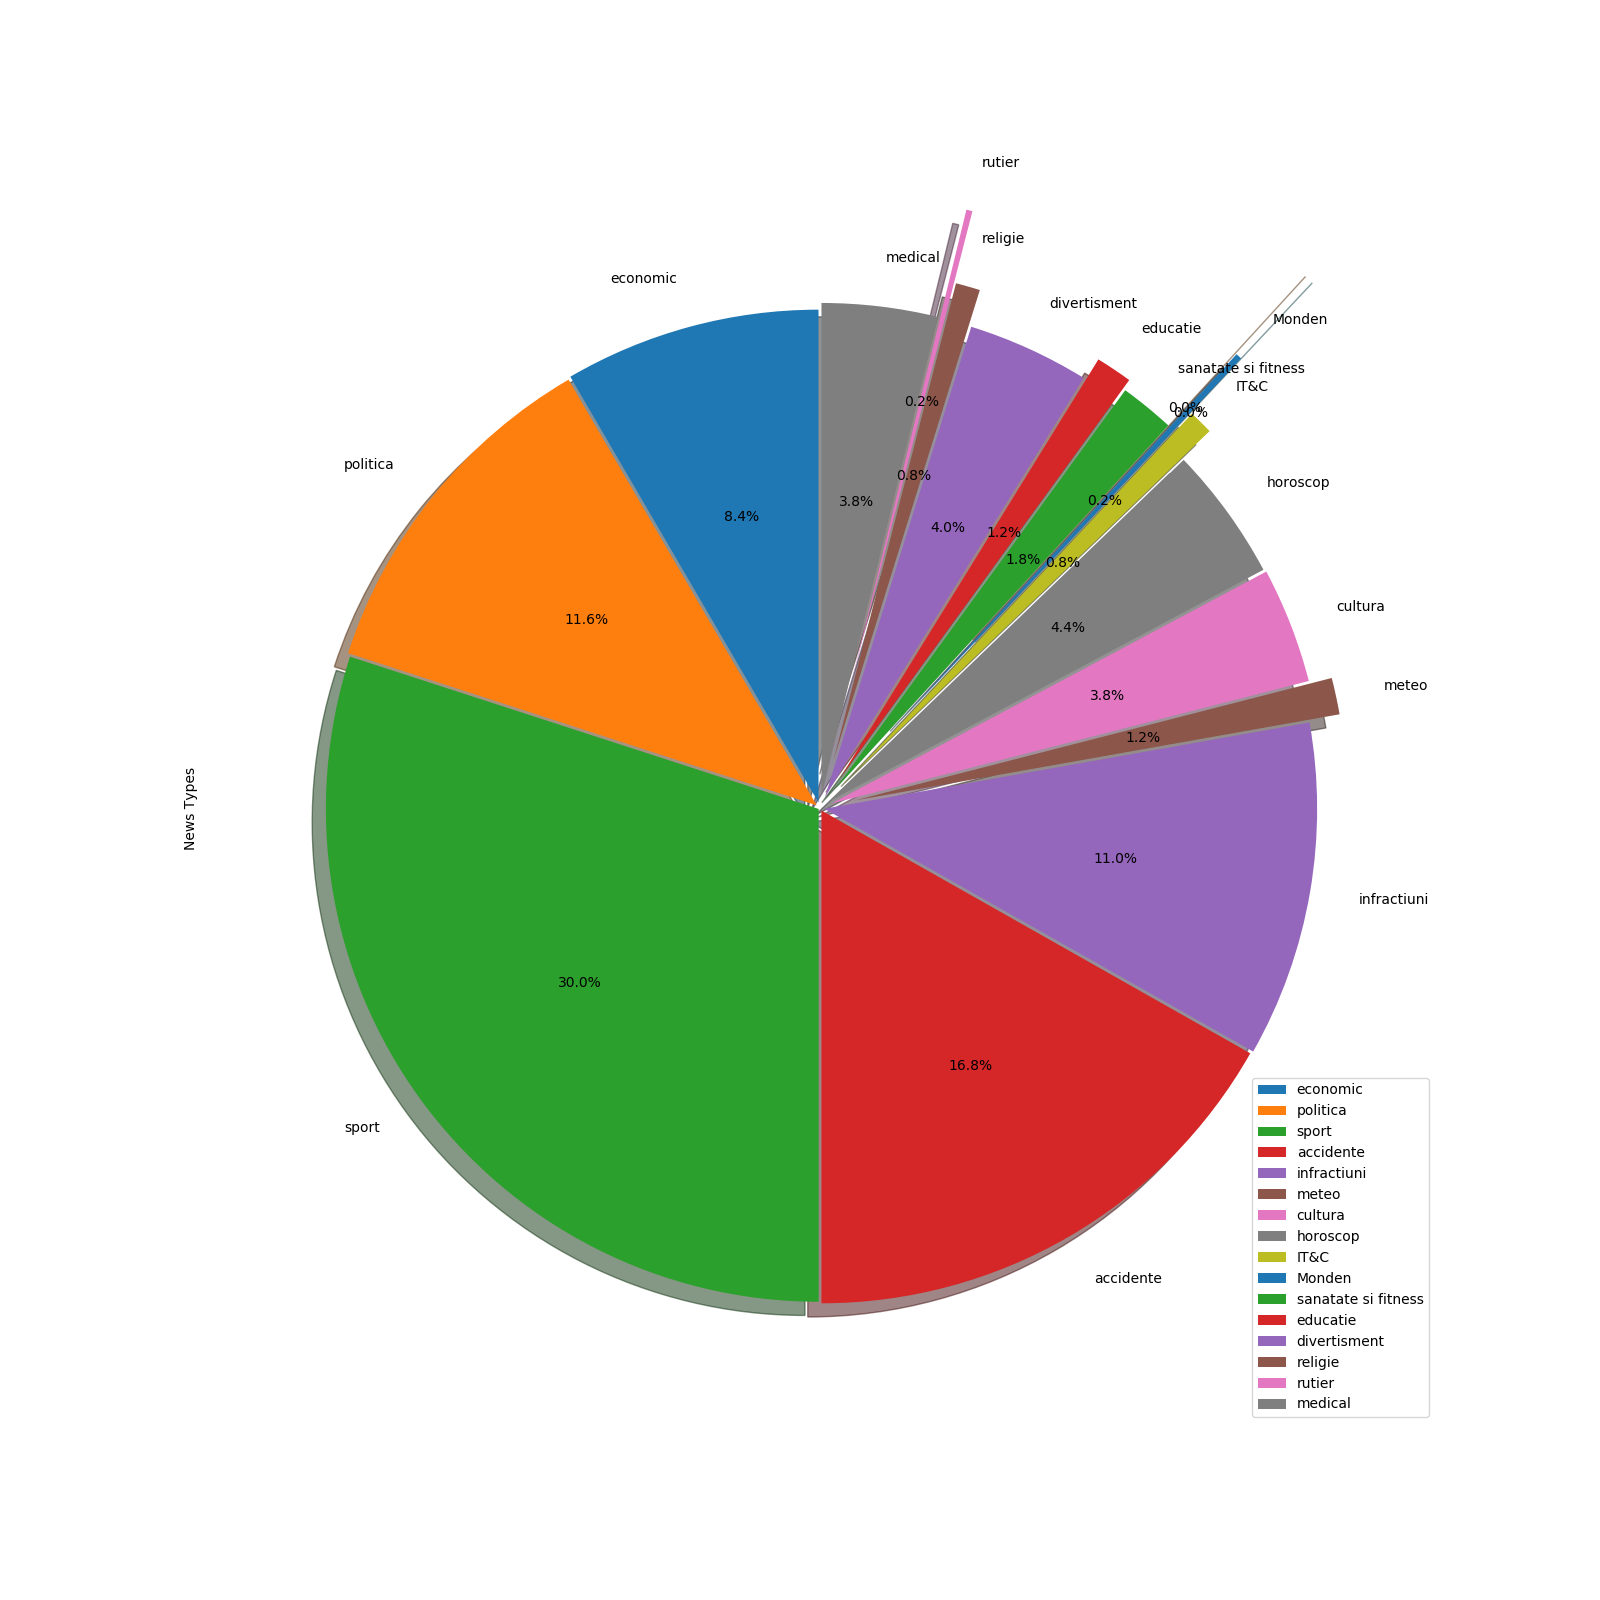 rutier
religie
medical
economic
divertisment
educatie
Monden
sanatate si fitness
IT&C
0.2%
0.0%
0.0%
politica
0.8%
horoscop
3.8%
0.2%
8.4%
4.0%
1.2%
1.8%
0.8%
11.6%
cultura
4.4%
meteo
3.8%
1.2%
News Types
11.0%
infractiuni
30.0%
16.8%
sport
accidente
economic
politica
sport
accidente
infractiuni
meteo
cultura
horoscop
IT&C
Monden
sanatate si fitness
educatie
divertisment
religie
rutier
medical